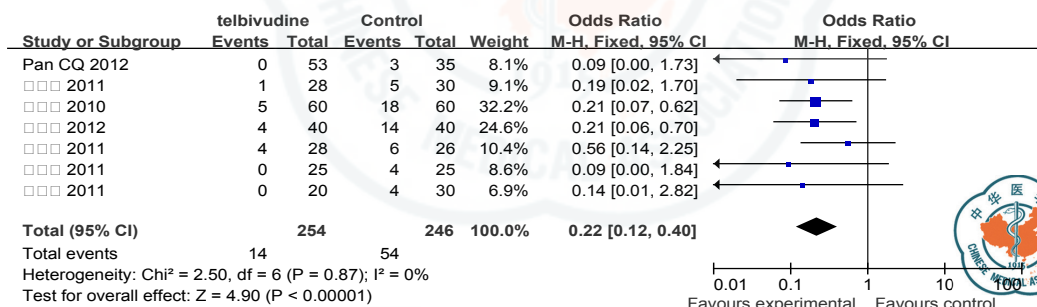 telbivudine Control Odds Ratio Odds Ratio
Study or Subgroup Events Total Events Total Weight M-H, Fixed, 95% CI M-H, Fixed, 95% CI
Pan CQ 2012 0 53 3 35 8.1% 0.09 [0.00, 1.73]
□□□ 2011 1 28 5 30 9.1% 0.19 [0.02, 1.70]
□□□ 2010 5 60 18 60 32.2% 0.21 [0.07, 0.62]
□□□ 2012 4 40 14 40 24.6% 0.21 [0.06, 0.70]
□□□ 2011 4 28 6 26 10.4% 0.56 [0.14, 2.25]
□□□ 2011 0 25 4 25 8.6% 0.09 [0.00, 1.84]
□□□ 2011 0 20 4 30 6.9% 0.14 [0.01, 2.82]
Total (95% CI) 254 246 100.0% 0.22 [0.12, 0.40]
Total events 14 54
Heterogeneity: Chi² = 2.50, df = 6 (P = 0.87); I² = 0%
Test for overall effect: Z = 4.90 (P < 0.00001)
0.01 0.1 1 10 100
Favours experimental Favours control
中华医
CHINESE MEDICAL AS
1915